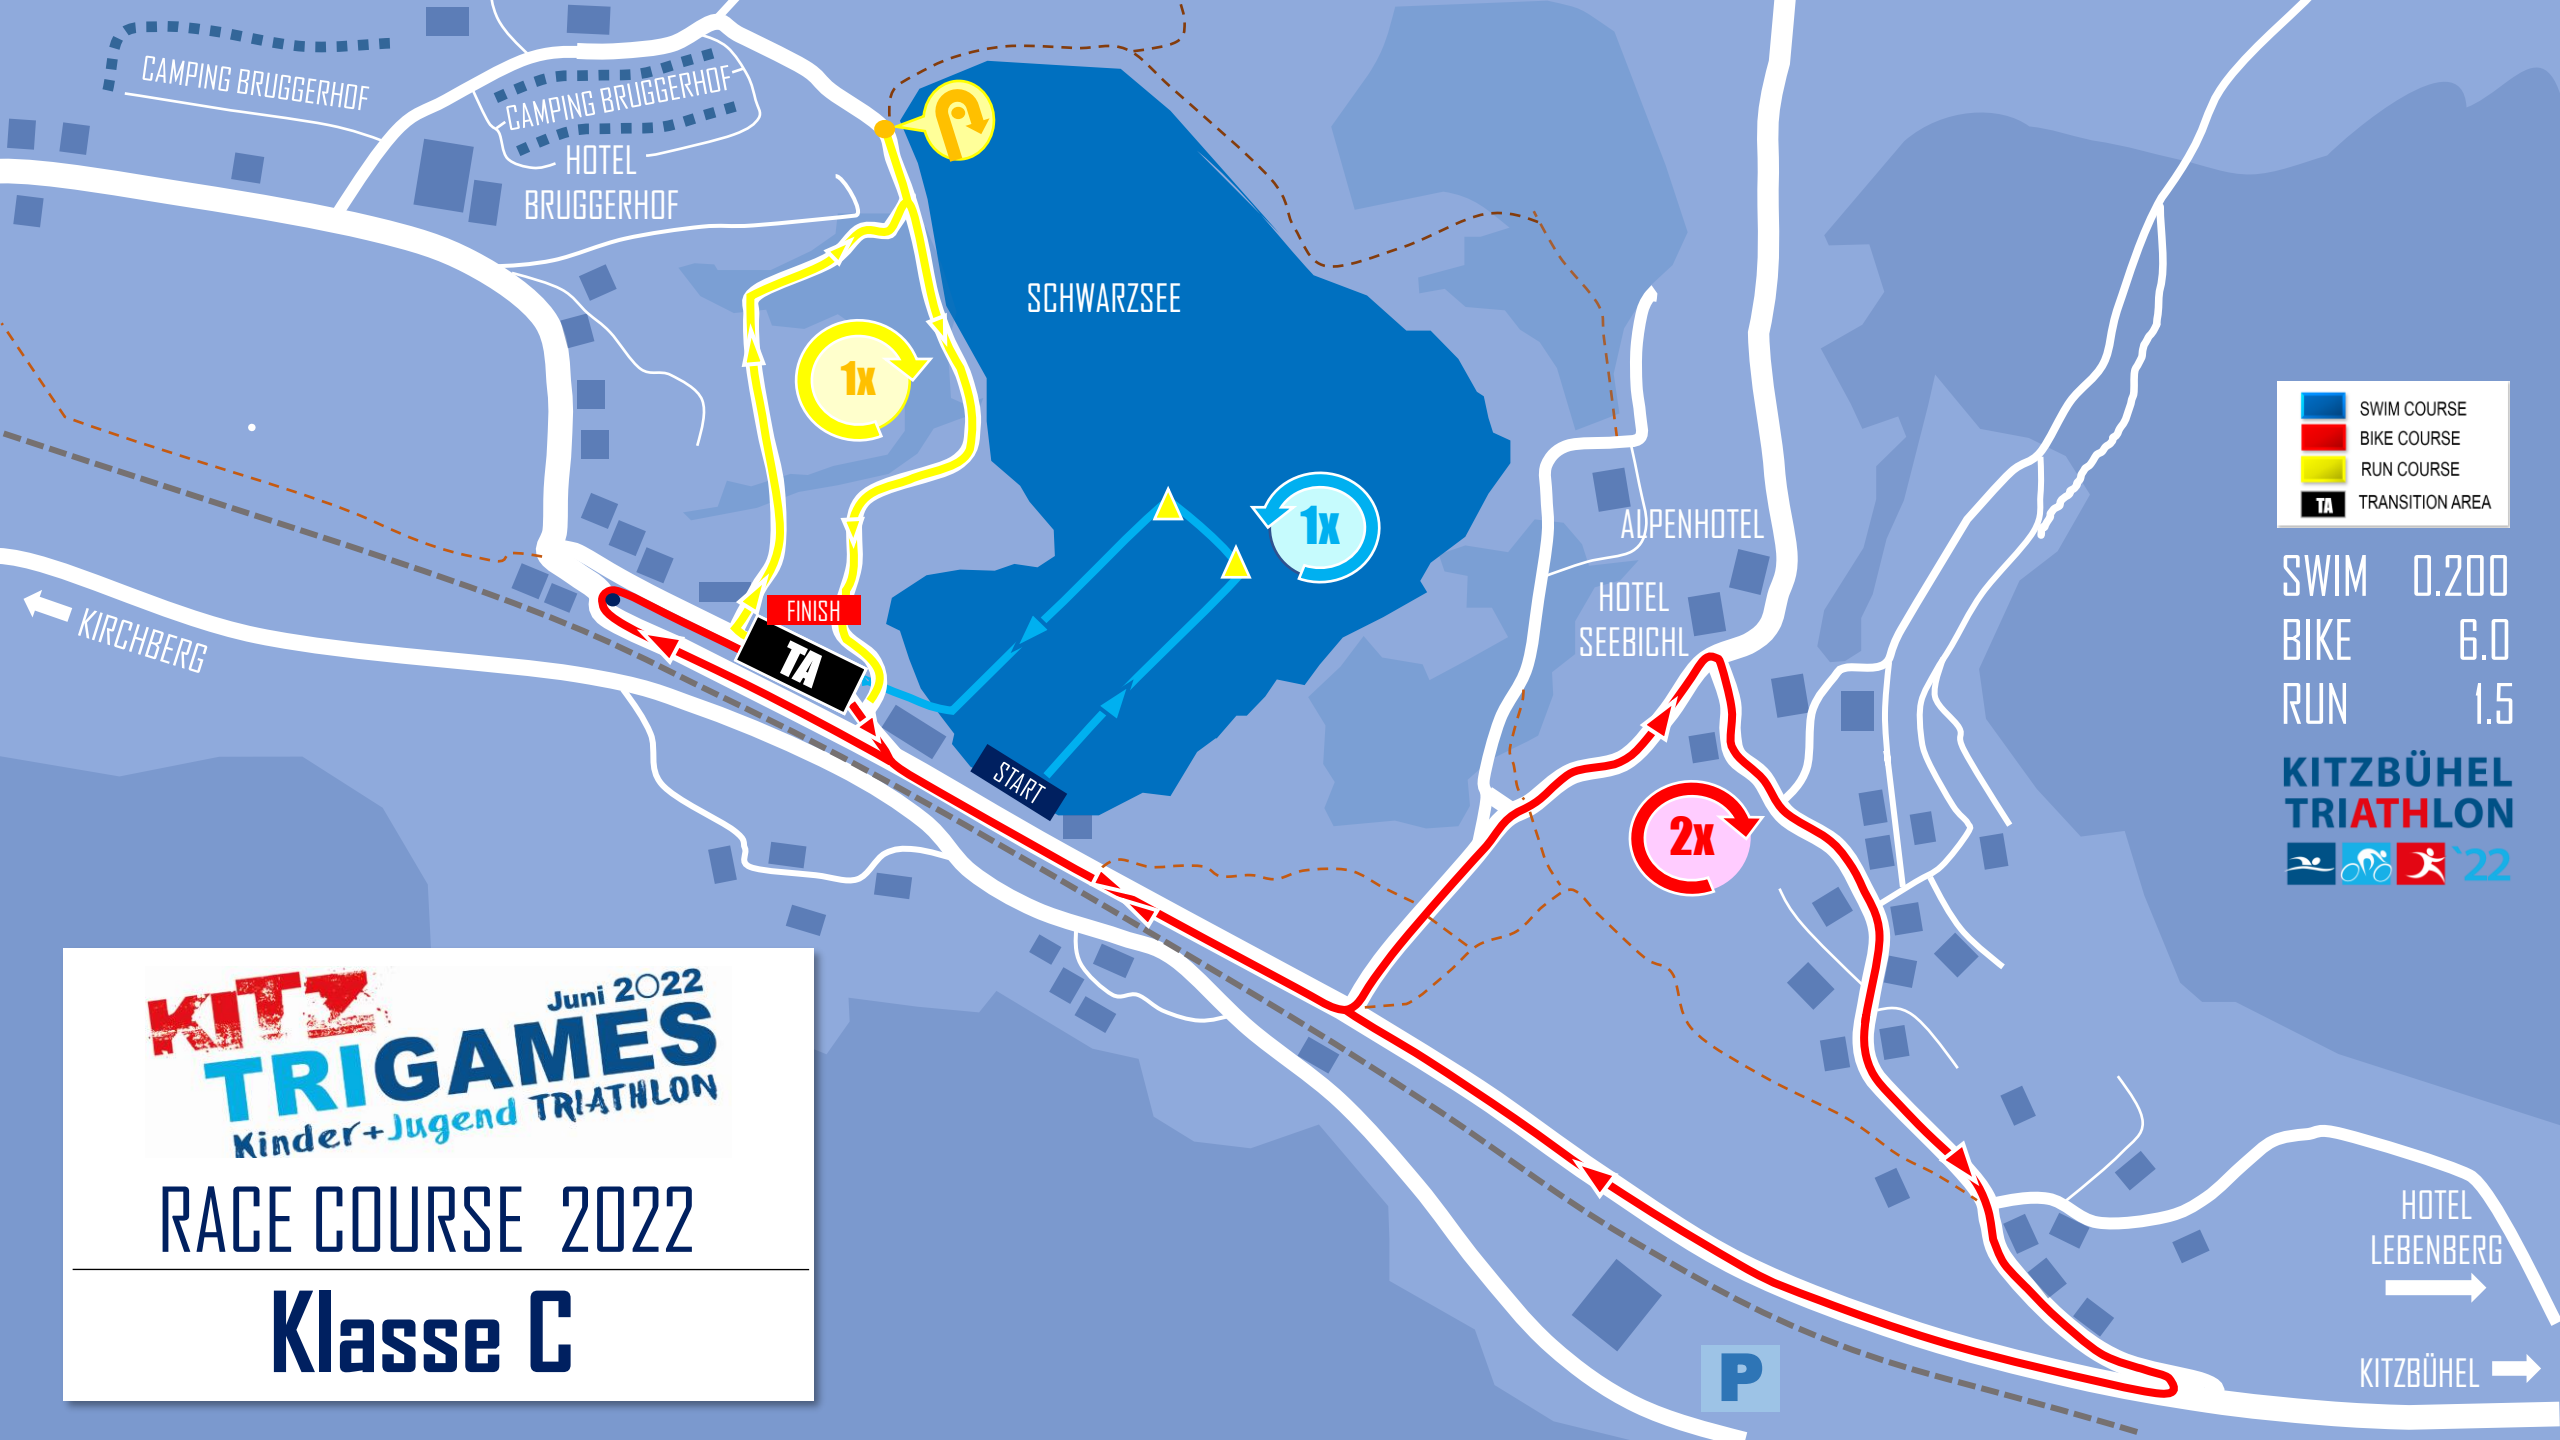 CAMPING BRUGGERHOF
CAMPING BRUGGERHOF
HOTEL
BRUGGERHOF
SCHWARZSEE
1x
1x
FINISH
TA
START
KIRCHBERG
ALPENHOTEL
HOTEL
SEEBICHL
2x
SWIM COURSE
BIKE COURSE
RUN COURSE
TA TRANSITION AREA
SWIM 0.200
BIKE 6.0
RUN 1.5
KITZBÜHEL
TRIATHLON
`22
KITZ
Juni 2022
TRIGAMES
Kinder+Jugend TRIATHLON
RACE COURSE 2022
Klasse C
P
HOTEL
LEBENBERG
KITZBÜHEL